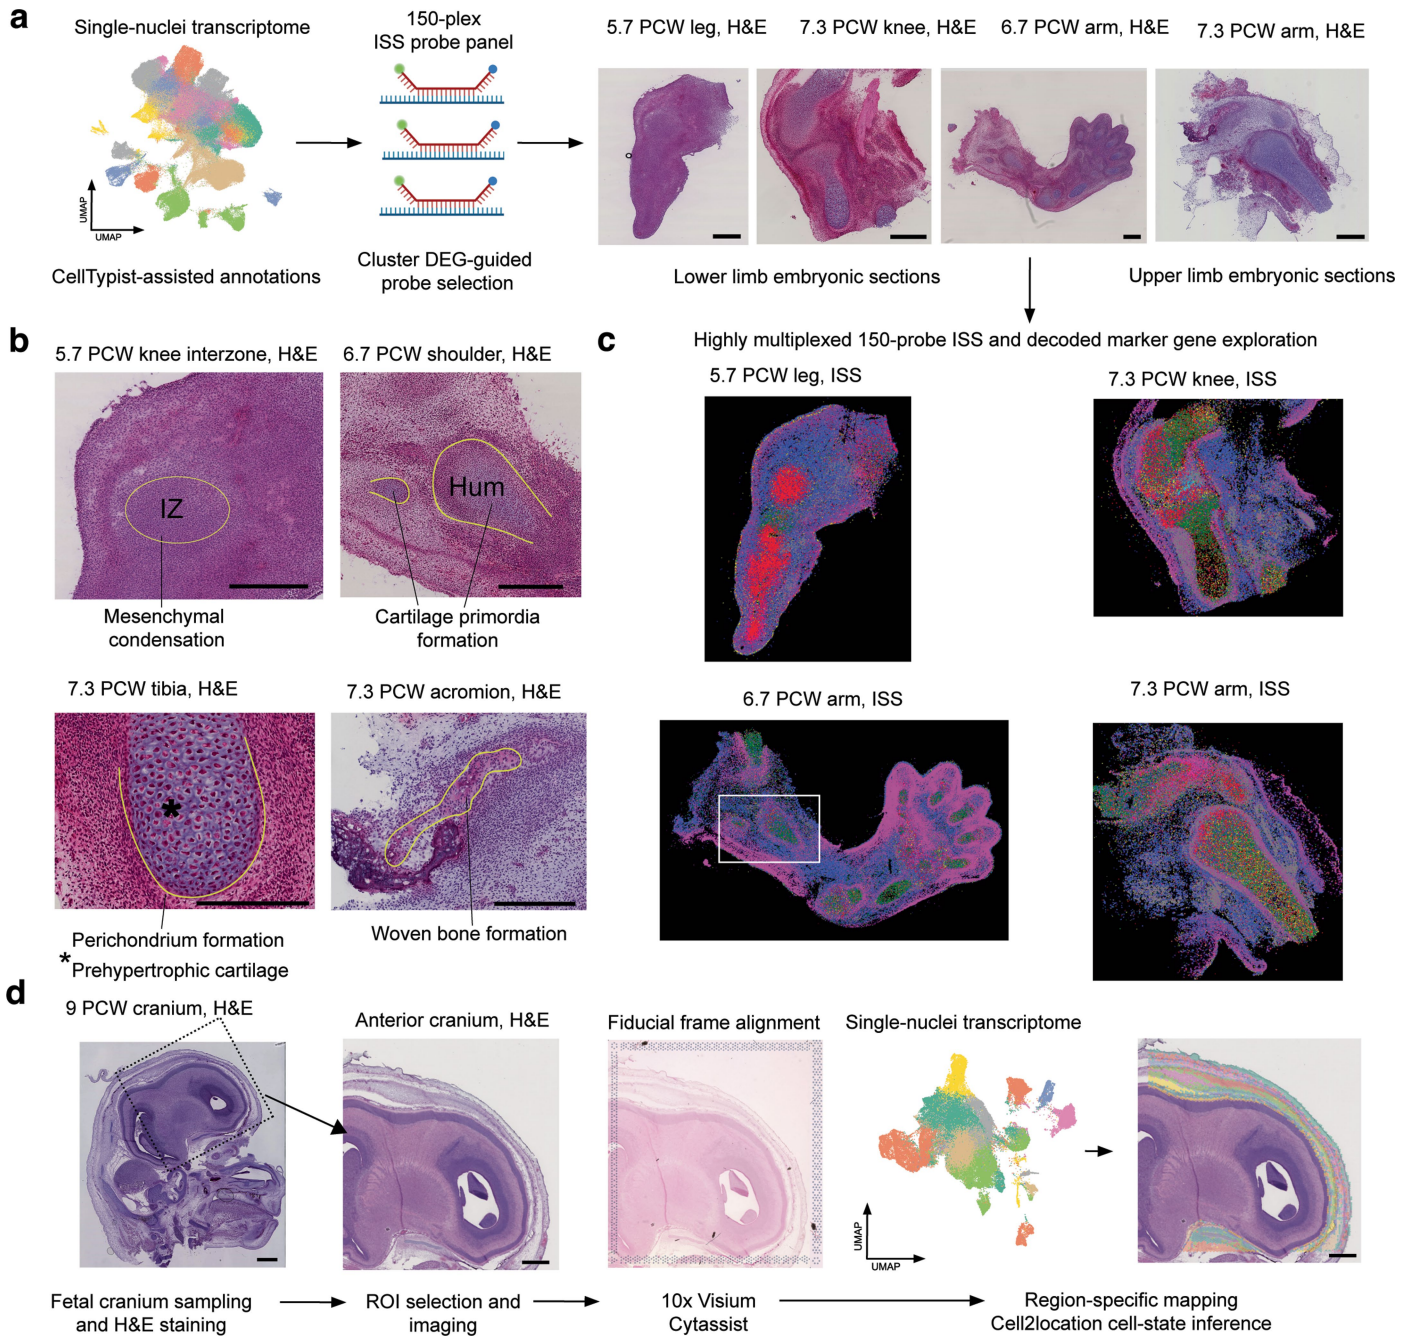 a
Single-nuclei transcriptome
UMAP
UMAP
CellTypist-assisted annotations
150-plex
ISS probe panel
Cluster DEG-guided
probe selection
5.7 PCW leg, H&E
7.3 PCW knee, H&E
6.7 PCW arm, H&E
7.3 PCW arm, H&E
Lower limb embryonic sections
Upper limb embryonic sections
b
5.7 PCW knee interzone, H&E
IZ
Mesenchymal
condensation
6.7 PCW shoulder, H&E
Hum
Cartilage primordia
formation
7.3 PCW tibia, H&E
*
Perichondrium formation
*Prehypertrophic cartilage
7.3 PCW acromion, H&E
Woven bone formation
c
Highly multiplexed 150-probe ISS and decoded marker gene exploration
5.7 PCW leg, ISS
7.3 PCW knee, ISS
6.7 PCW arm, ISS
7.3 PCW arm, ISS
d
9 PCW cranium, H&E
Anterior cranium, H&E
Fiducial frame alignment
Single-nuclei transcriptome
UMAP
UMAP
Fetal cranium sampling
and H&E staining
ROI selection and
imaging
10x Visium
Cytassist
Region-specific mapping
Cell2location cell-state inference